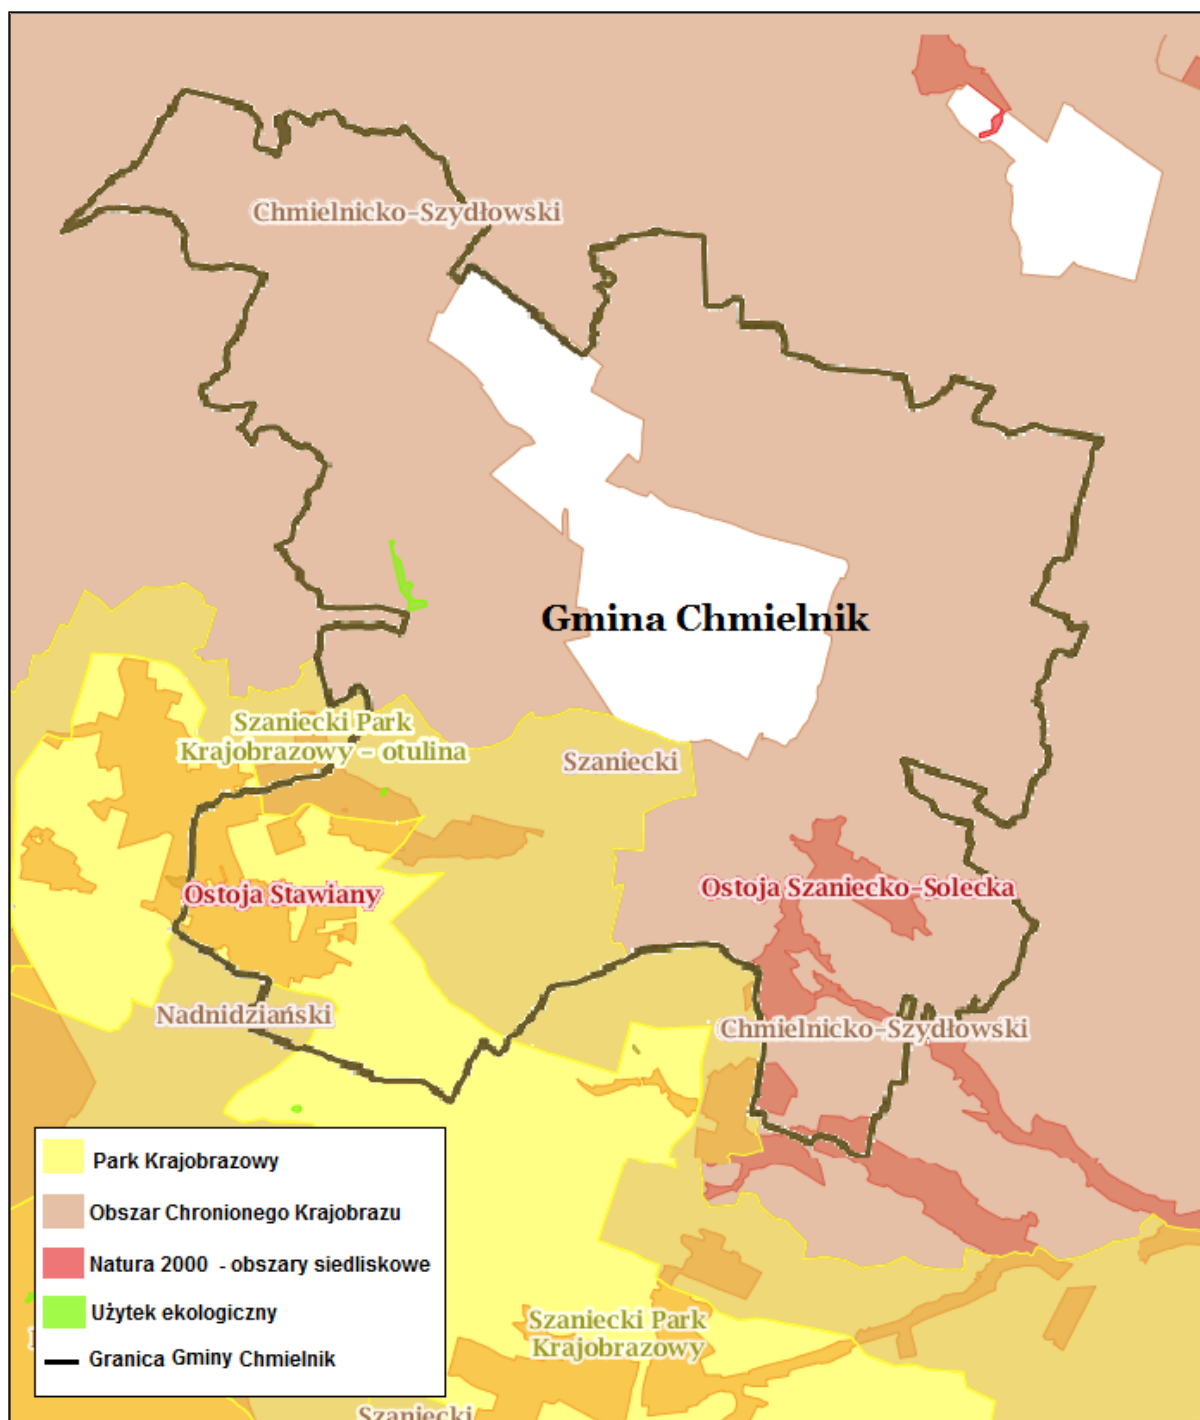 Chmielnicko-Szydłowski
Gmina Chmielnik
Szaniecki Park
Krajobrazowy - otulina
Szaniecki
Ostoja Stawiany
Ostoja Szaniecko-Solecka
Nadnidziański
Chmielnicko-Szydłowski
Park Krajobrazowy
Obszar Chronionego Krajobrazu
Natura 2000 - obszary siedliskowe
Użytek ekologiczny
Granica Gminy Chmielnik
Szaniecki Park
Krajobrazowy
Szaniecki